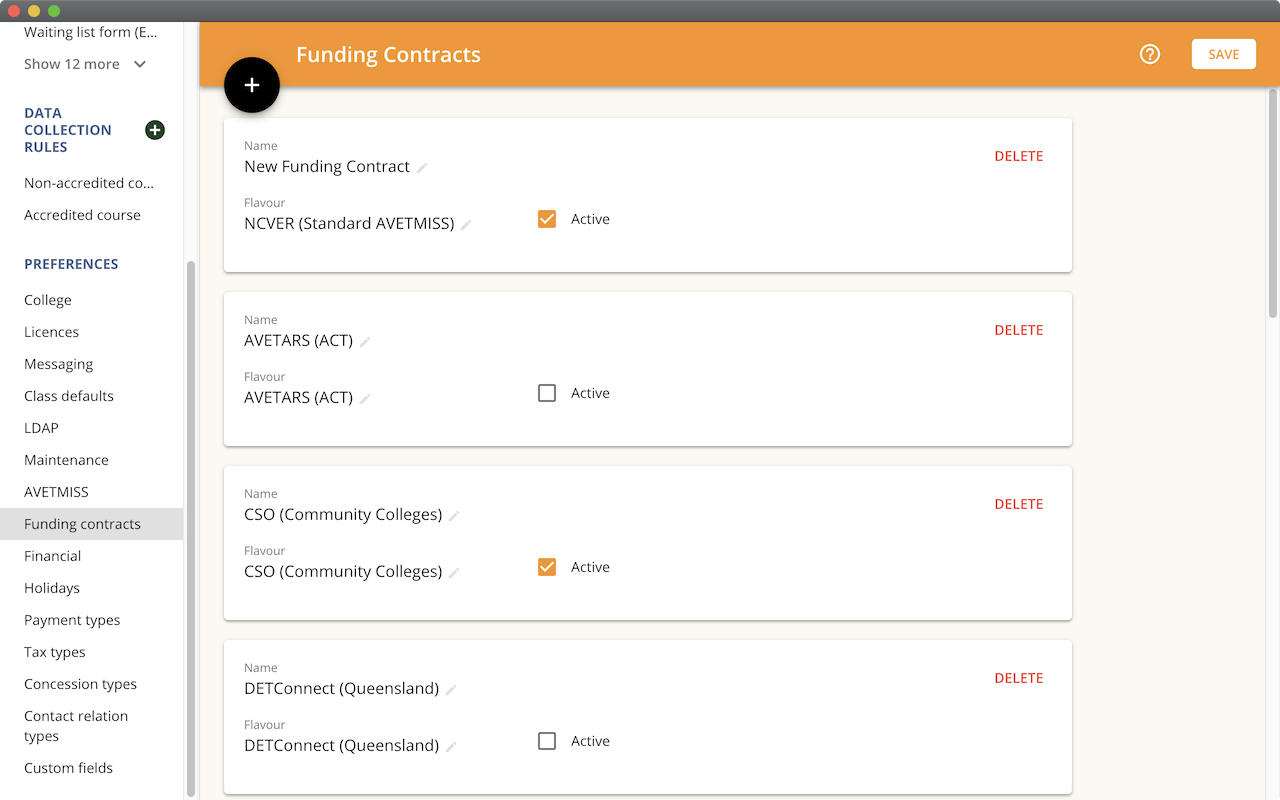 Waiting list form (E...
Show 12 more
DATA
COLLECTION
RULES
Non-accredited co...
Accredited course
PREFERENCES
College
Licences
Messaging
Class defaults
LDAP
Maintenance
AVETMISS
Funding contracts
Financial
Holidays
Payment types
Tax types
Concession types
Contact relation
types
Custom fields
Funding Contracts
SAVE
Name
New Funding Contract
DELETE
Flavour
NCVER (Standard AVETMISS)
Active
Name
AVETARS (ACT)
DELETE
Flavour
AVETARS (ACT)
Active
Name
CSO (Community Colleges)
DELETE
Flavour
CSO (Community Colleges)
Active
Name
DETConnect (Queensland)
DELETE
Flavour
DETConnect (Queensland)
Active